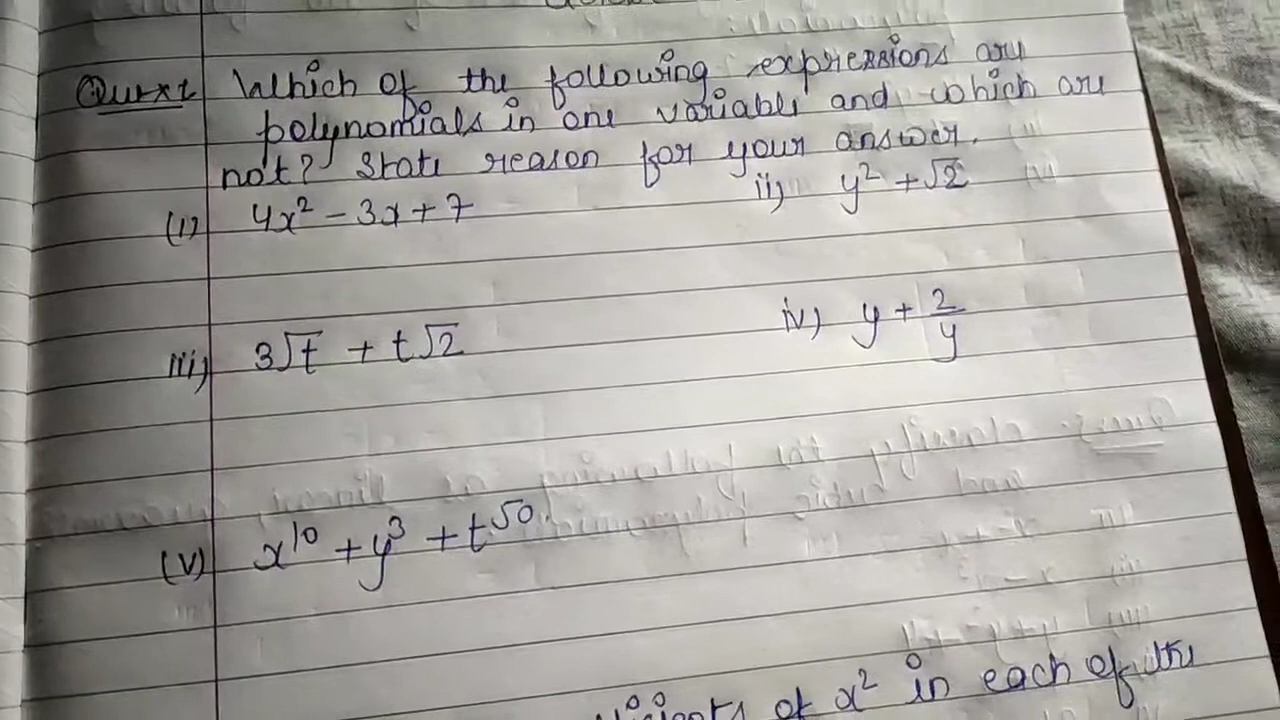 Ques1 Which of the following expressions are
polynomials in one variable and which are
not? State reason for your answer.
(i) 4x² - 3x + 7 ii) y² + √2
iii) 3√t + t√2 iv) y + 2/y
(v) x¹⁰ + y³ + t⁵⁰
of x² in each of the